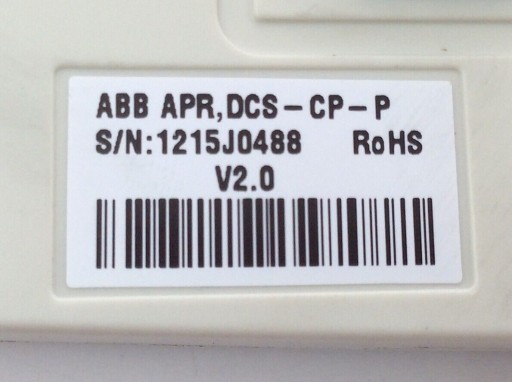 ABB APR,DCS-CP-P
S/N:1215J0488 RoHS
V2.0